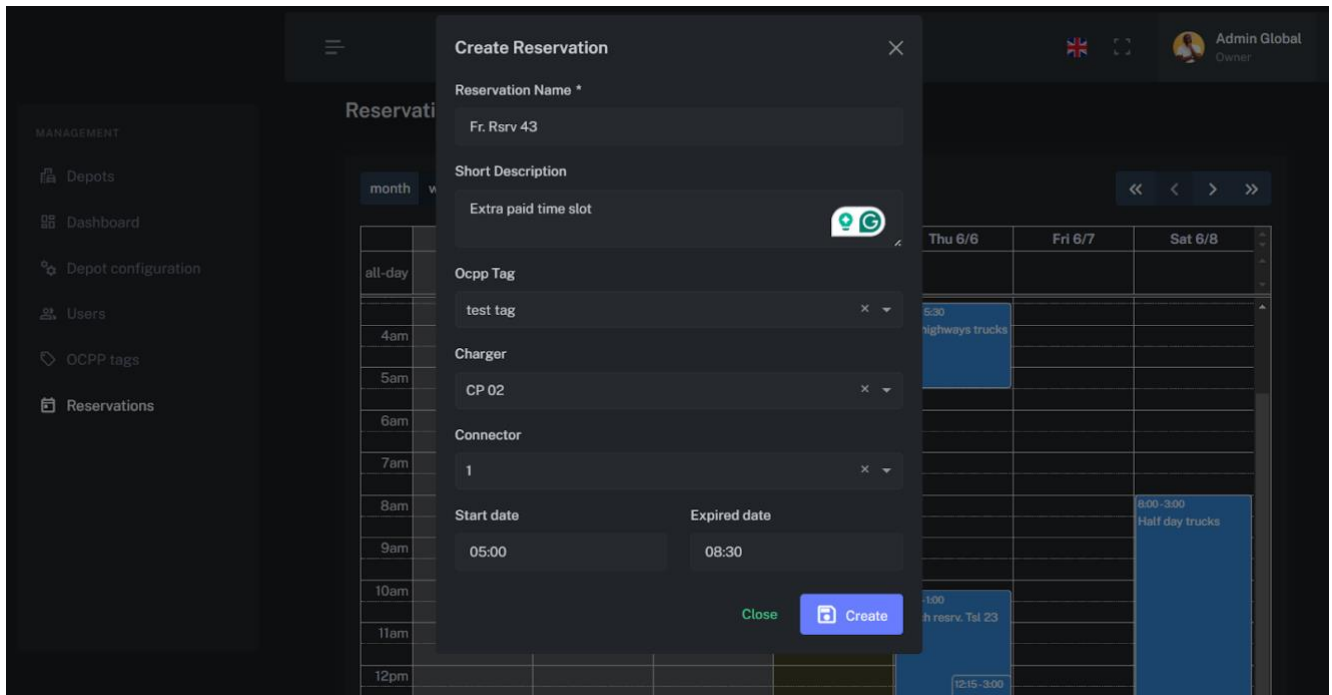 Create Reservation
Admin Global
Owner
Reservati
MANAGEMENT
Depots
Dashboard
Depot configuration
Users
OCPP tags
Reservations
Reservation Name *
Fr. Rsrv 43
Short Description
Extra paid time slot
Ocpp Tag
test tag
Charger
CP 02
Connector
1
Start date
Expired date
05:00
08:30
Close
Create
month
Thu 6/6
Fri 6/7
Sat 6/8
all-day
4am
5am
6am
7am
8am
9am
10am
11am
12pm
5:30
highways trucks
8:00 - 3:00
Half day trucks
1:00
h resrv. Tsl 23
12:15 - 3:00